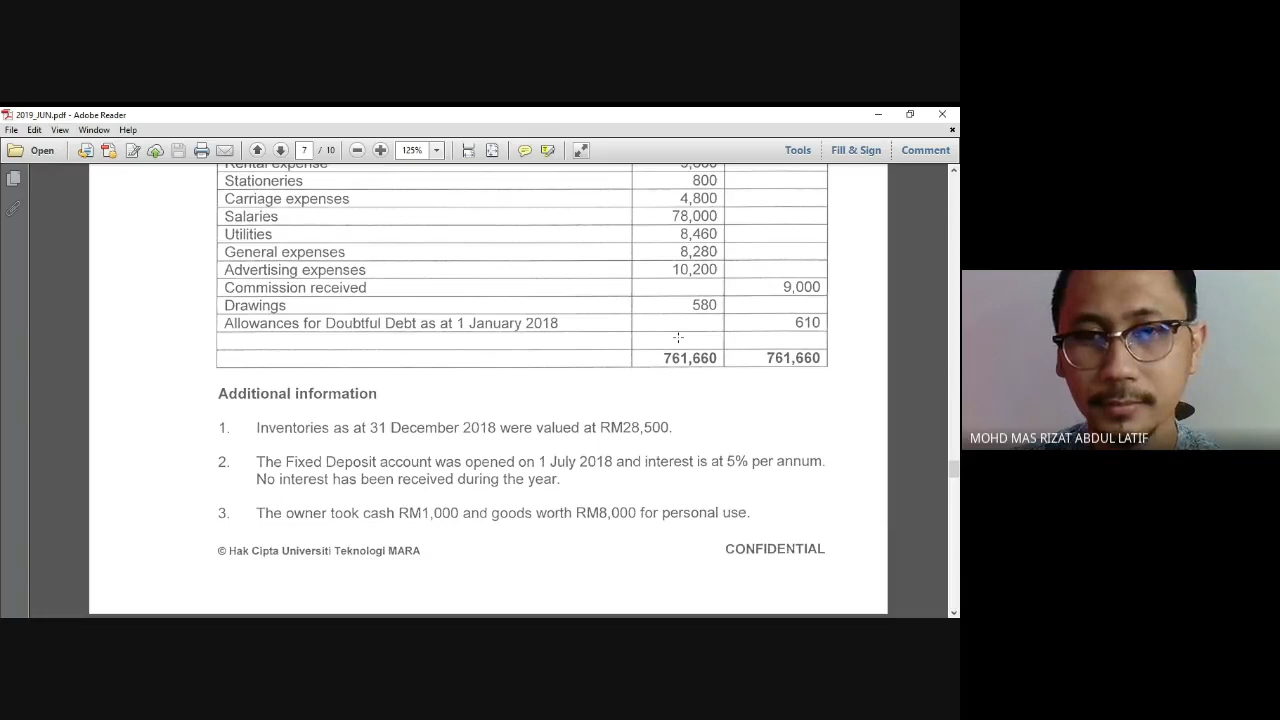 2019_JUN.pdf - Adobe Reader
File Edit View Window Help
Open 7 / 10 125% Tools Fill & Sign Comment
Rental expense
Stationeries 800
Carriage expenses 4,800
Salaries 78,000
Utilities 8,460
General expenses 8,280
Advertising expenses 10,200
Commission received 9,000
Drawings 580
Allowances for Doubtful Debt as at 1 January 2018 610
761,660 761,660
Additional information
1. Inventories as at 31 December 2018 were valued at RM28,500.
2. The Fixed Deposit account was opened on 1 July 2018 and interest is at 5% per annum.
No interest has been received during the year.
3. The owner took cash RM1,000 and goods worth RM8,000 for personal use.
© Hak Cipta Universiti Teknologi MARA CONFIDENTIAL
MOHD MAS RIZAT ABDUL LATIF